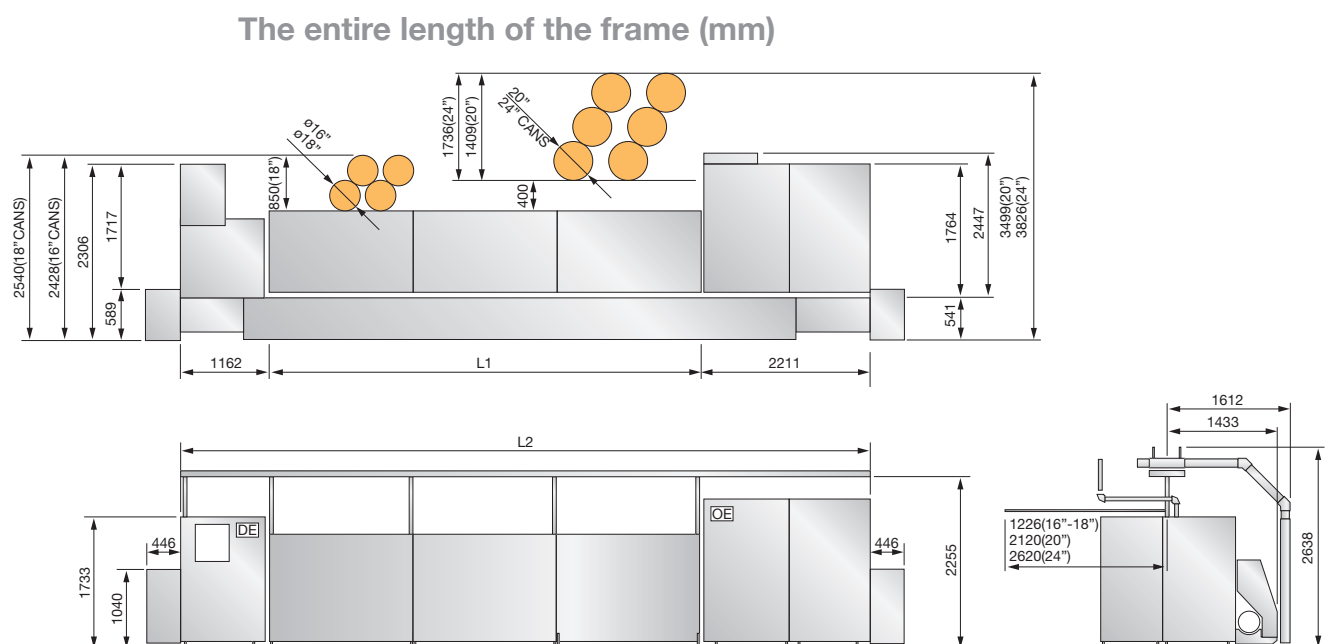 The entire length of the frame (mm)
2540(18"CANS)
2428(16"CANS)
2306
1717
589
ø16"
ø18"
850(18")
1736(24")
1409(20")
20"
24" CANS
400
1764
2447
3499(20")
3826(24")
541
1162
L1
2211
L2
DE
OE
446
1733
1040
446
2255
1612
1433
1226(16"-18")
2120(20")
2620(24")
2638